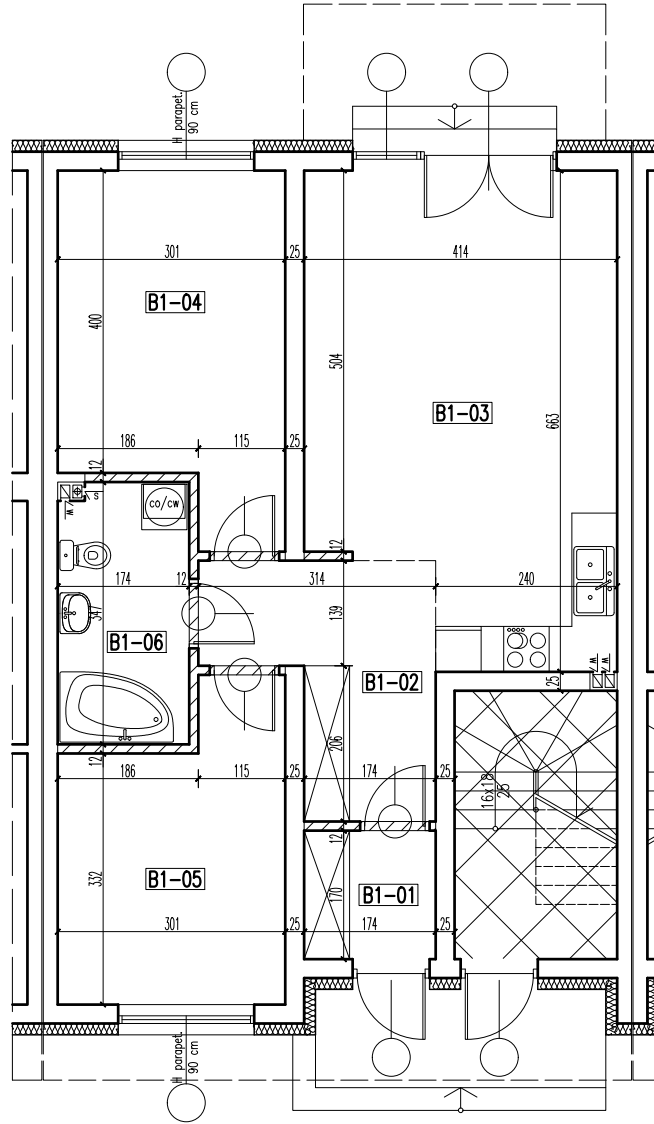 H parapet.
90 cm
301
25
414
B1-04
400
504
B1-03
663
186
115
25
12
CO/CW
S
W
12
174
12
314
240
347
139
B1-06
B1-02
W
W
25
206
12
186
115
25
174
25
16x18
25
12
332
B1-05
170
B1-01
301
25
174
25
H parapet.
90 cm